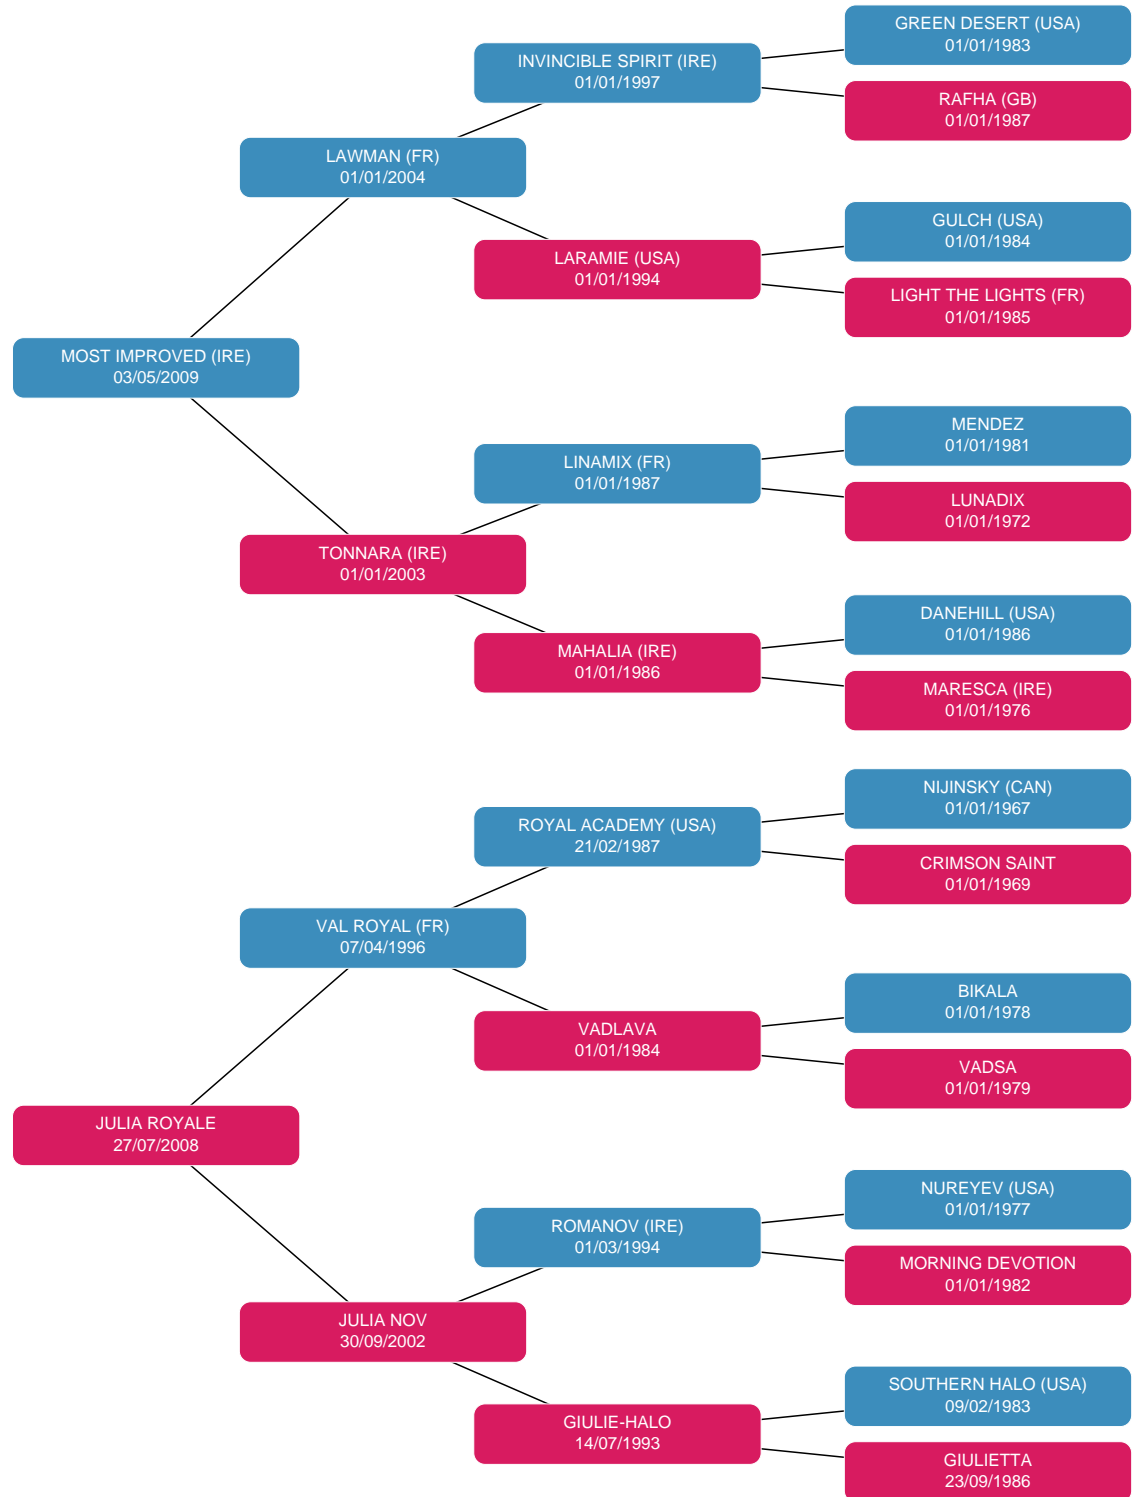 GREEN DESERT (USA)
01/01/1983
INVINCIBLE SPIRIT (IRE)
01/01/1997
RAFHA (GB)
01/01/1987
LAWMAN (FR)
01/01/2004
GULCH (USA)
01/01/1984
LARAMIE (USA)
01/01/1994
LIGHT THE LIGHTS (FR)
01/01/1985
MOST IMPROVED (IRE)
03/05/2009
MENDEZ
01/01/1981
LINAMIX (FR)
01/01/1987
LUNADIX
01/01/1972
TONNARA (IRE)
01/01/2003
DANEHILL (USA)
01/01/1986
MAHALIA (IRE)
01/01/1986
MARESCA (IRE)
01/01/1976
NIJINSKY (CAN)
01/01/1967
ROYAL ACADEMY (USA)
21/02/1987
CRIMSON SAINT
01/01/1969
VAL ROYAL (FR)
07/04/1996
BIKALA
01/01/1978
VADLAVA
01/01/1984
VADSA
01/01/1979
JULIA ROYALE
27/07/2008
NUREYEV (USA)
01/01/1977
ROMANOV (IRE)
01/03/1994
MORNING DEVOTION
01/01/1982
JULIA NOV
30/09/2002
SOUTHERN HALO (USA)
09/02/1983
GIULIE-HALO
14/07/1993
GIULIETTA
23/09/1986